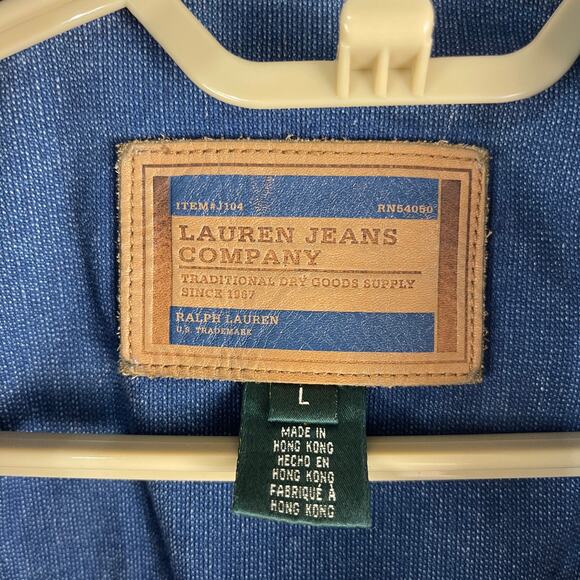 ITEM#J104 RN54050
LAUREN JEANS
COMPANY
TRADITIONAL DRY GOODS SUPPLY
SINCE 1967
RALPH LAUREN
U.S. TRADEMARK
L
MADE IN
HONG KONG
HECHO EN
HONG KONG
FABRIQUÉ À
HONG KONG